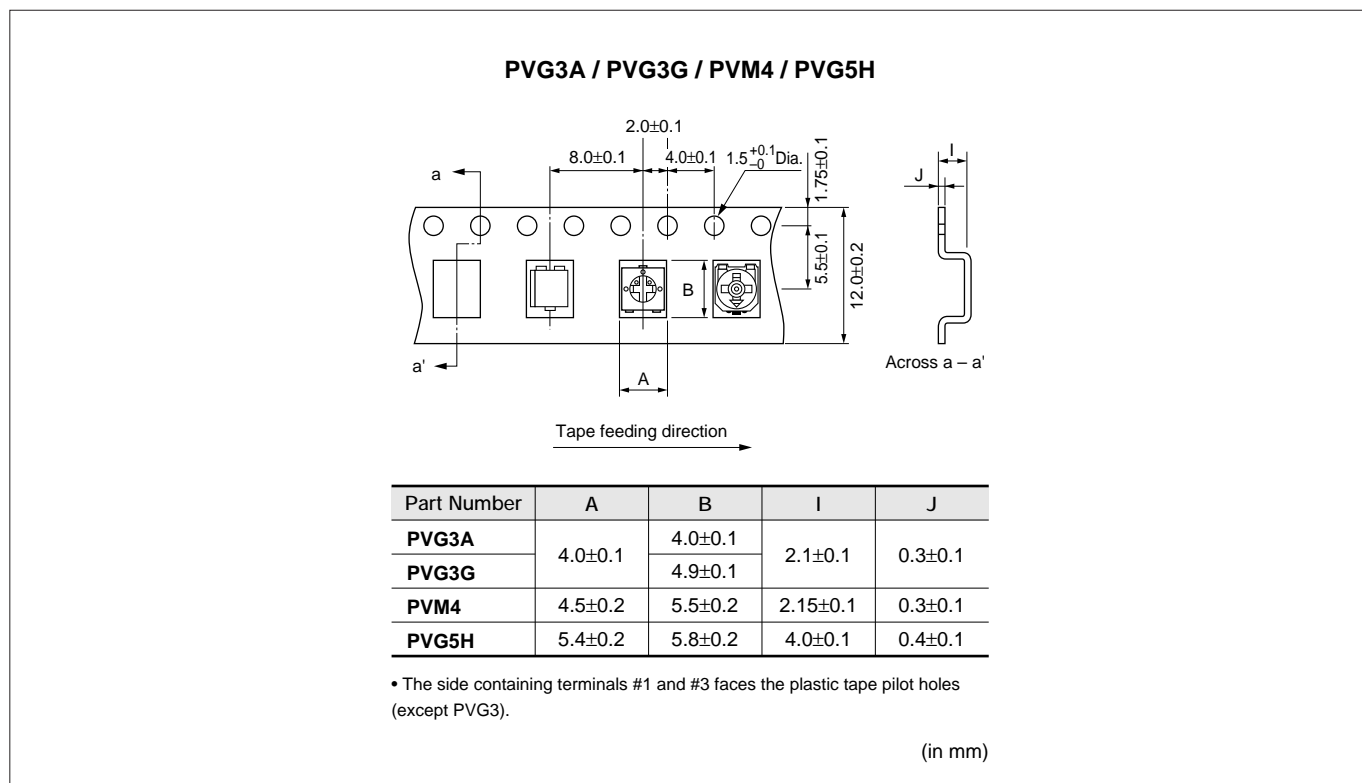 PVG3A / PVG3G / PVM4 / PVG5H
2.0±0.1
8.0±0.1
4.0±0.1
1.5 +0.1 –0 Dia.
1.75±0.1
5.5±0.1
12.0±0.2
a
a'
B
A
I
J
Across a – a'
Tape feeding direction
Part Number A B I J
PVG3A 4.0±0.1 4.0±0.1 2.1±0.1 0.3±0.1
PVG3G 4.9±0.1
PVM4 4.5±0.2 5.5±0.2 2.15±0.1 0.3±0.1
PVG5H 5.4±0.2 5.8±0.2 4.0±0.1 0.4±0.1
• The side containing terminals #1 and #3 faces the plastic tape pilot holes
(except PVG3).
(in mm)